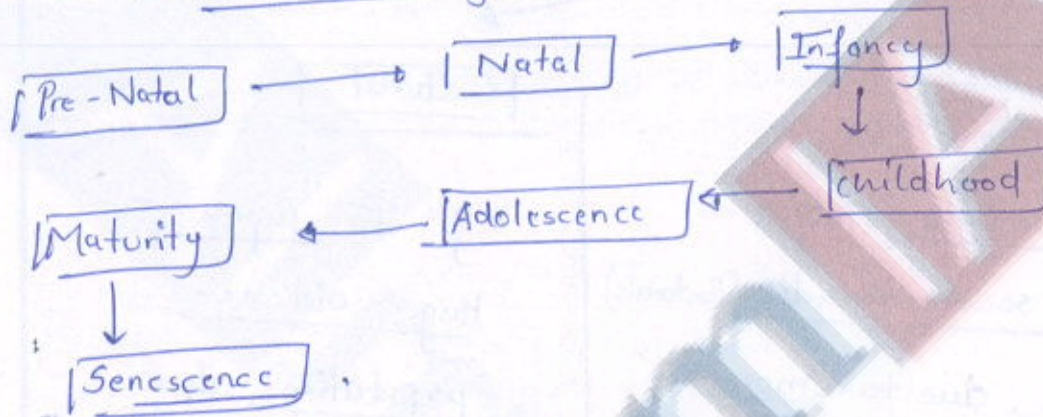 Pre-Natal → Natal → Infancy
↓
Maturity ← Adolescence ← childhood
↓
Senescence.